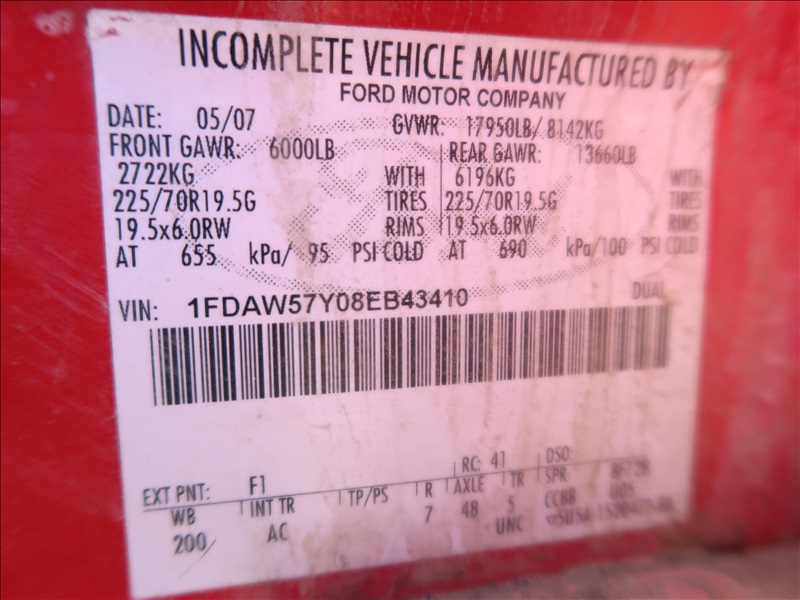 INCOMPLETE VEHICLE MANUFACTURED BY
FORD MOTOR COMPANY
DATE: 05/07 GVWR: 17950LB/ 8142KG
FRONT GAWR: 6000LB REAR GAWR: 13660LB
2722KG WITH 6196KG WITH
225/70R19.5G TIRES 225/70R19.5G TIRES
19.5x6.0RW RIMS 19.5x6.0RW RIMS
AT 655 kPa/ 95 PSI COLD AT 690 kPa/100 PSI COLD
VIN: 1FDAW57Y08EB43410 DUAL
EXT PNT: F1 RC: 41 DSO:
WB INT TR TP/PS R AXLE TR SPR
200 AC 7 48 5 CCBB U05
UNC